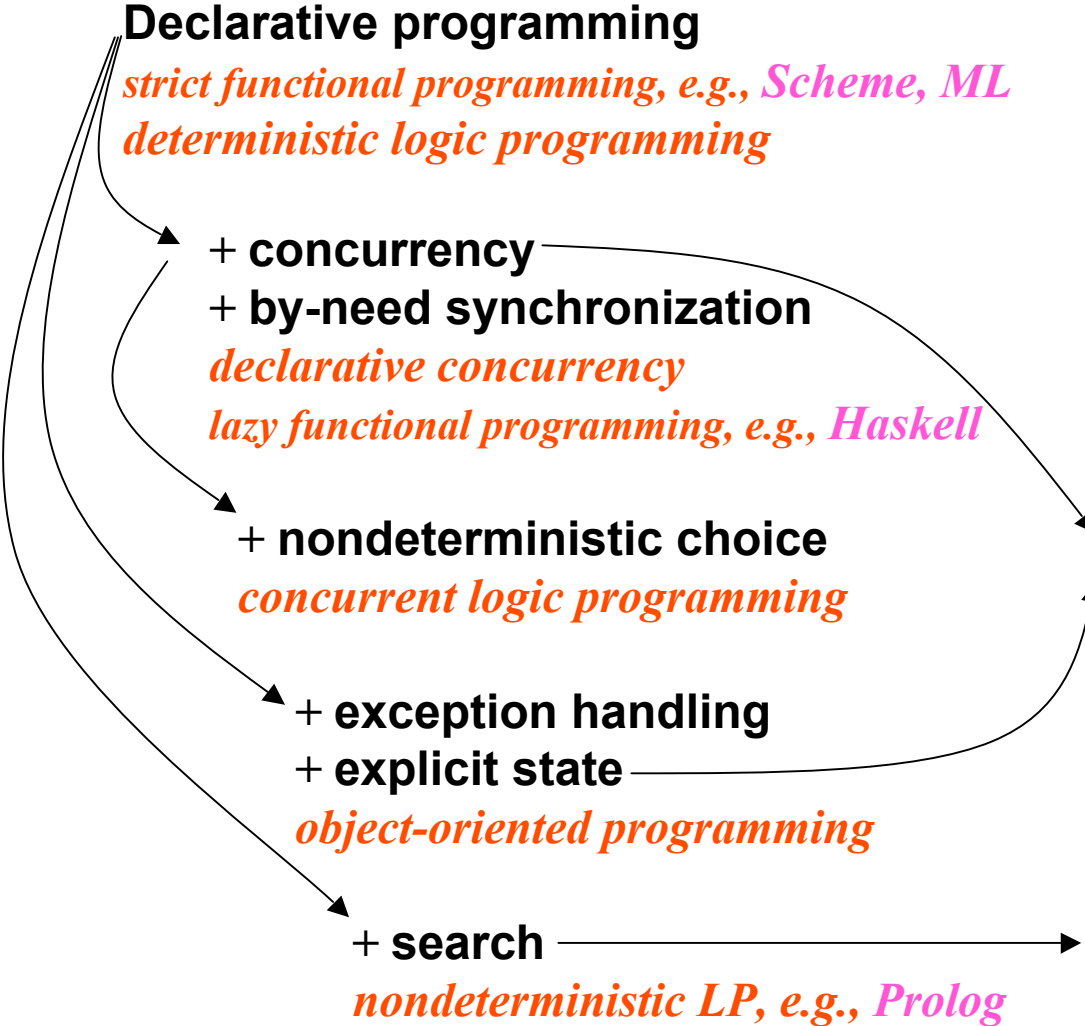 Declarative programming
strict functional programming, e.g., Scheme, ML
deterministic logic programming
+ concurrency
+ by-need synchronization
declarative concurrency
lazy functional programming, e.g., Haskell
+ nondeterministic choice
concurrent logic programming
+ exception handling
+ explicit state
object-oriented programming
+ search
nondeterministic LP, e.g., Prolog